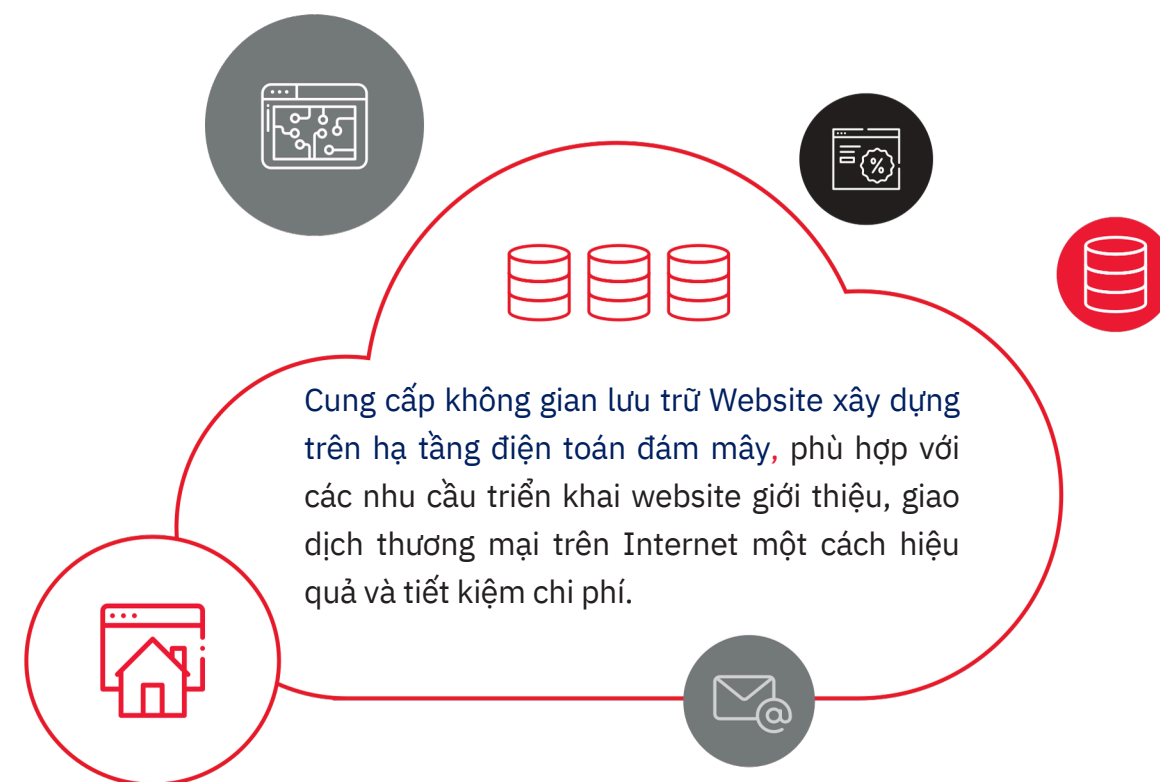 Cung cấp không gian lưu trữ Website xây dựng
trên hạ tầng điện toán đám mây, phù hợp với
các nhu cầu triển khai website giới thiệu, giao
dịch thương mại trên Internet một cách hiệu
quả và tiết kiệm chi phí.